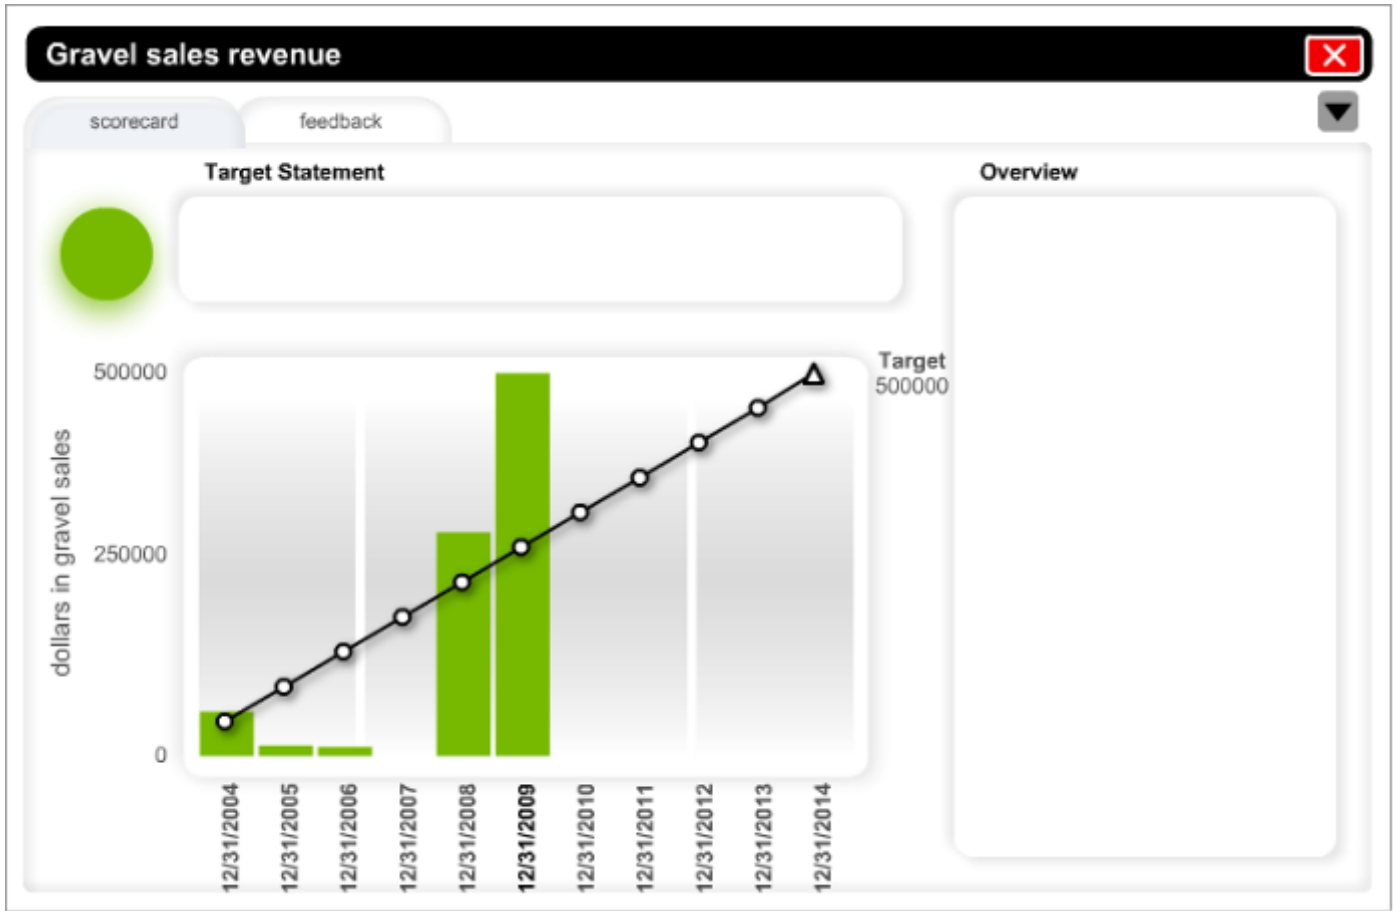 Gravel sales revenue
scorecard
feedback
Target Statement
Overview
500000
250000
0
dollars in gravel sales
Target
500000
12/31/2004
12/31/2005
12/31/2006
12/31/2007
12/31/2008
12/31/2009
12/31/2010
12/31/2011
12/31/2012
12/31/2013
12/31/2014